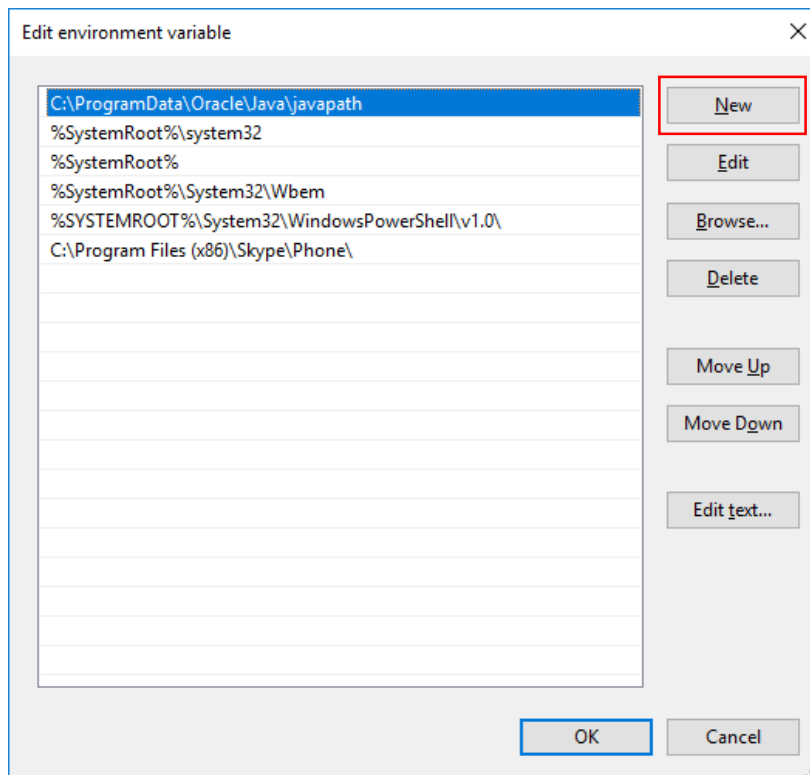 Edit environment variable
C:\ProgramData\Oracle\Java\javapath
%SystemRoot%\system32
%SystemRoot%
%SystemRoot%\System32\Wbem
%SYSTEMROOT%\System32\WindowsPowerShell\v1.0\
C:\Program Files (x86)\Skype\Phone\
New
Edit
Browse...
Delete
Move Up
Move Down
Edit text...
OK
Cancel